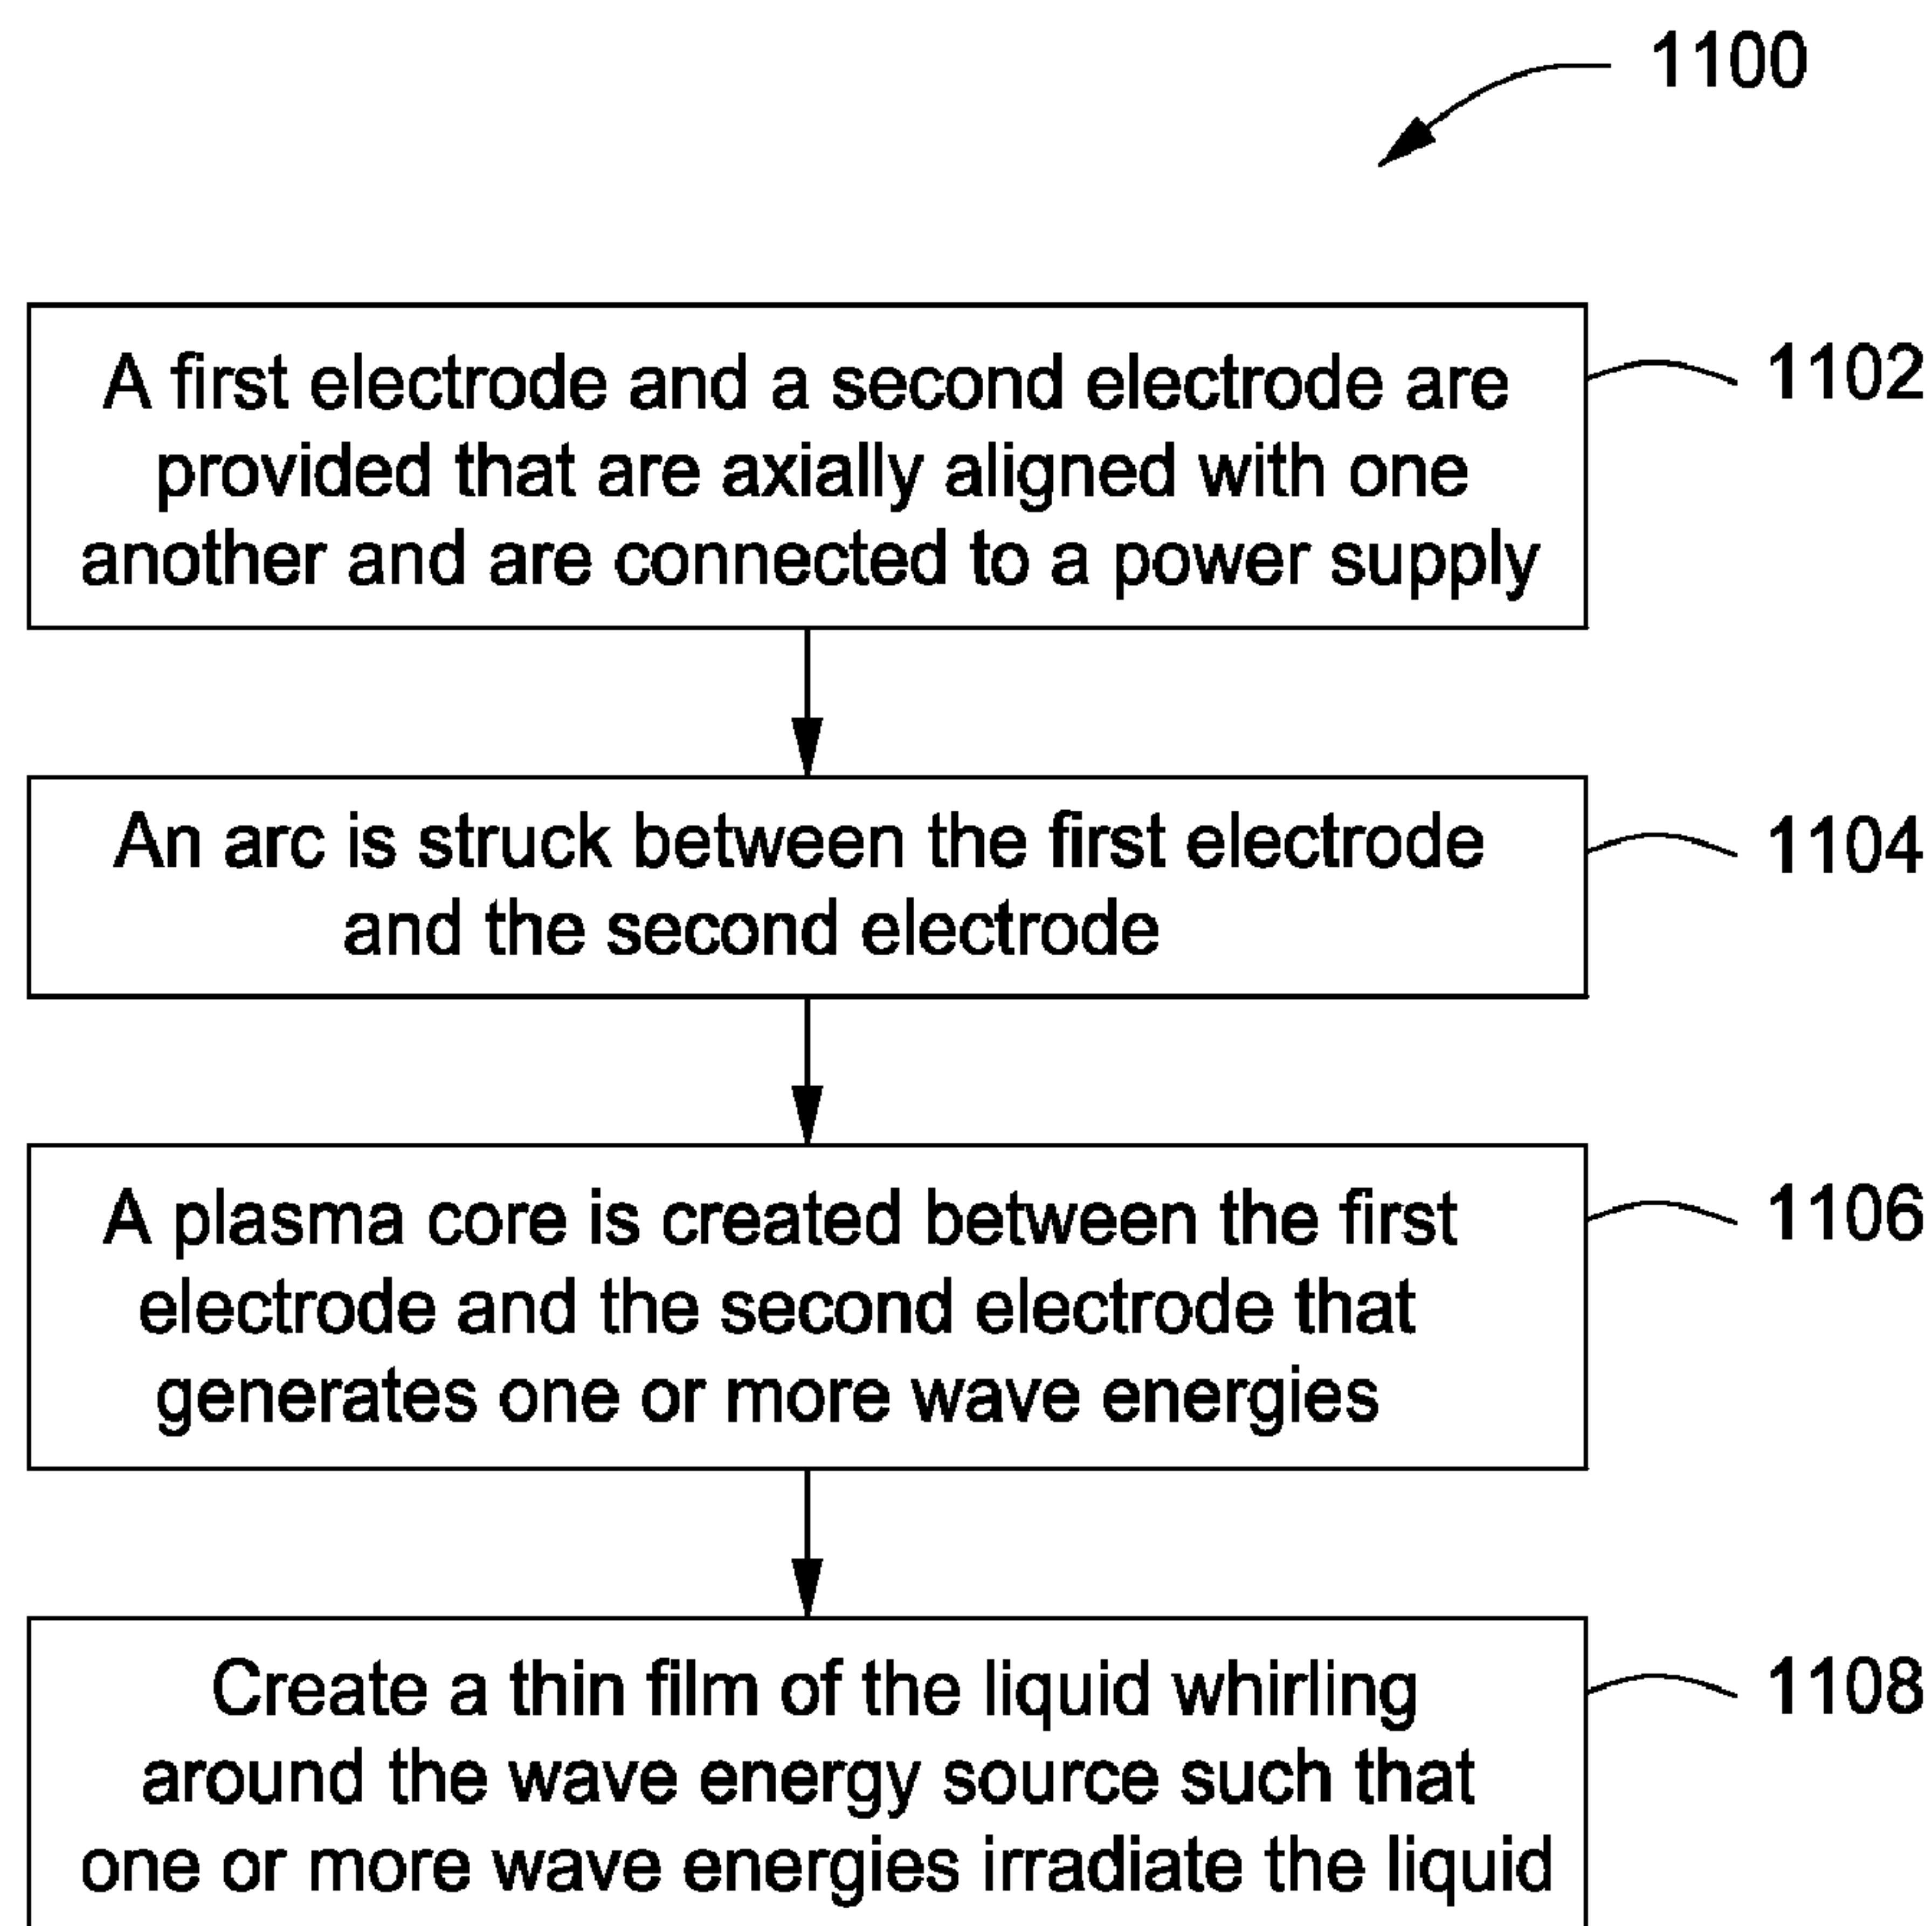 1100
A first electrode and a second electrode are
provided that are axially aligned with one
another and are connected to a power supply
1102
An arc is struck between the first electrode
and the second electrode
1104
A plasma core is created between the first
electrode and the second electrode that
generates one or more wave energies
1106
Create a thin film of the liquid whirling
around the wave energy source such that
one or more wave energies irradiate the liquid
1108